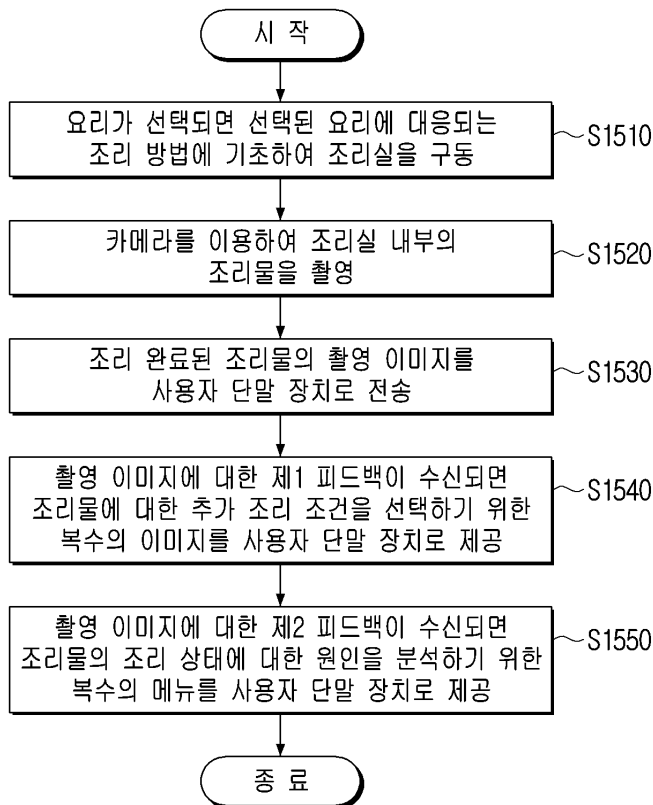 시 작
요리가 선택되면 선택된 요리에 대응되는
조리 방법에 기초하여 조리실을 구동
S1510
카메라를 이용하여 조리실 내부의
조리물을 촬영
S1520
조리 완료된 조리물의 촬영 이미지를
사용자 단말 장치로 전송
S1530
촬영 이미지에 대한 제1 피드백이 수신되면
조리물에 대한 추가 조리 조건을 선택하기 위한
복수의 이미지를 사용자 단말 장치로 제공
S1540
촬영 이미지에 대한 제2 피드백이 수신되면
조리물의 조리 상태에 대한 원인을 분석하기 위한
복수의 메뉴를 사용자 단말 장치로 제공
S1550
종 료